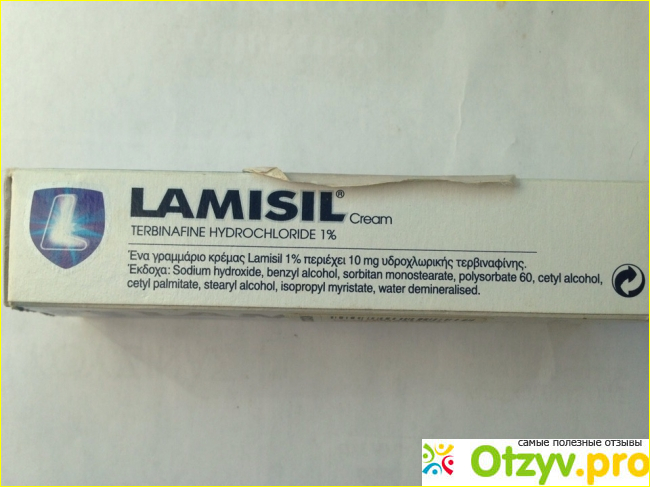 L
LAMISIL® Cream
TERBINAFINE HYDROCHLORIDE 1%
Ένα γραμμάριο κρέμας Lamisil 1% περιέχει 10 mg υδροχλωρικής τερβιναφίνης.
Έκδοχα: Sodium hydroxide, benzyl alcohol, sorbitan monostearate, polysorbate 60, cetyl alcohol,
cetyl palmitate, stearyl alcohol, isopropyl myristate, water demineralised.
самые полезные отзывы
Otzyv.pro